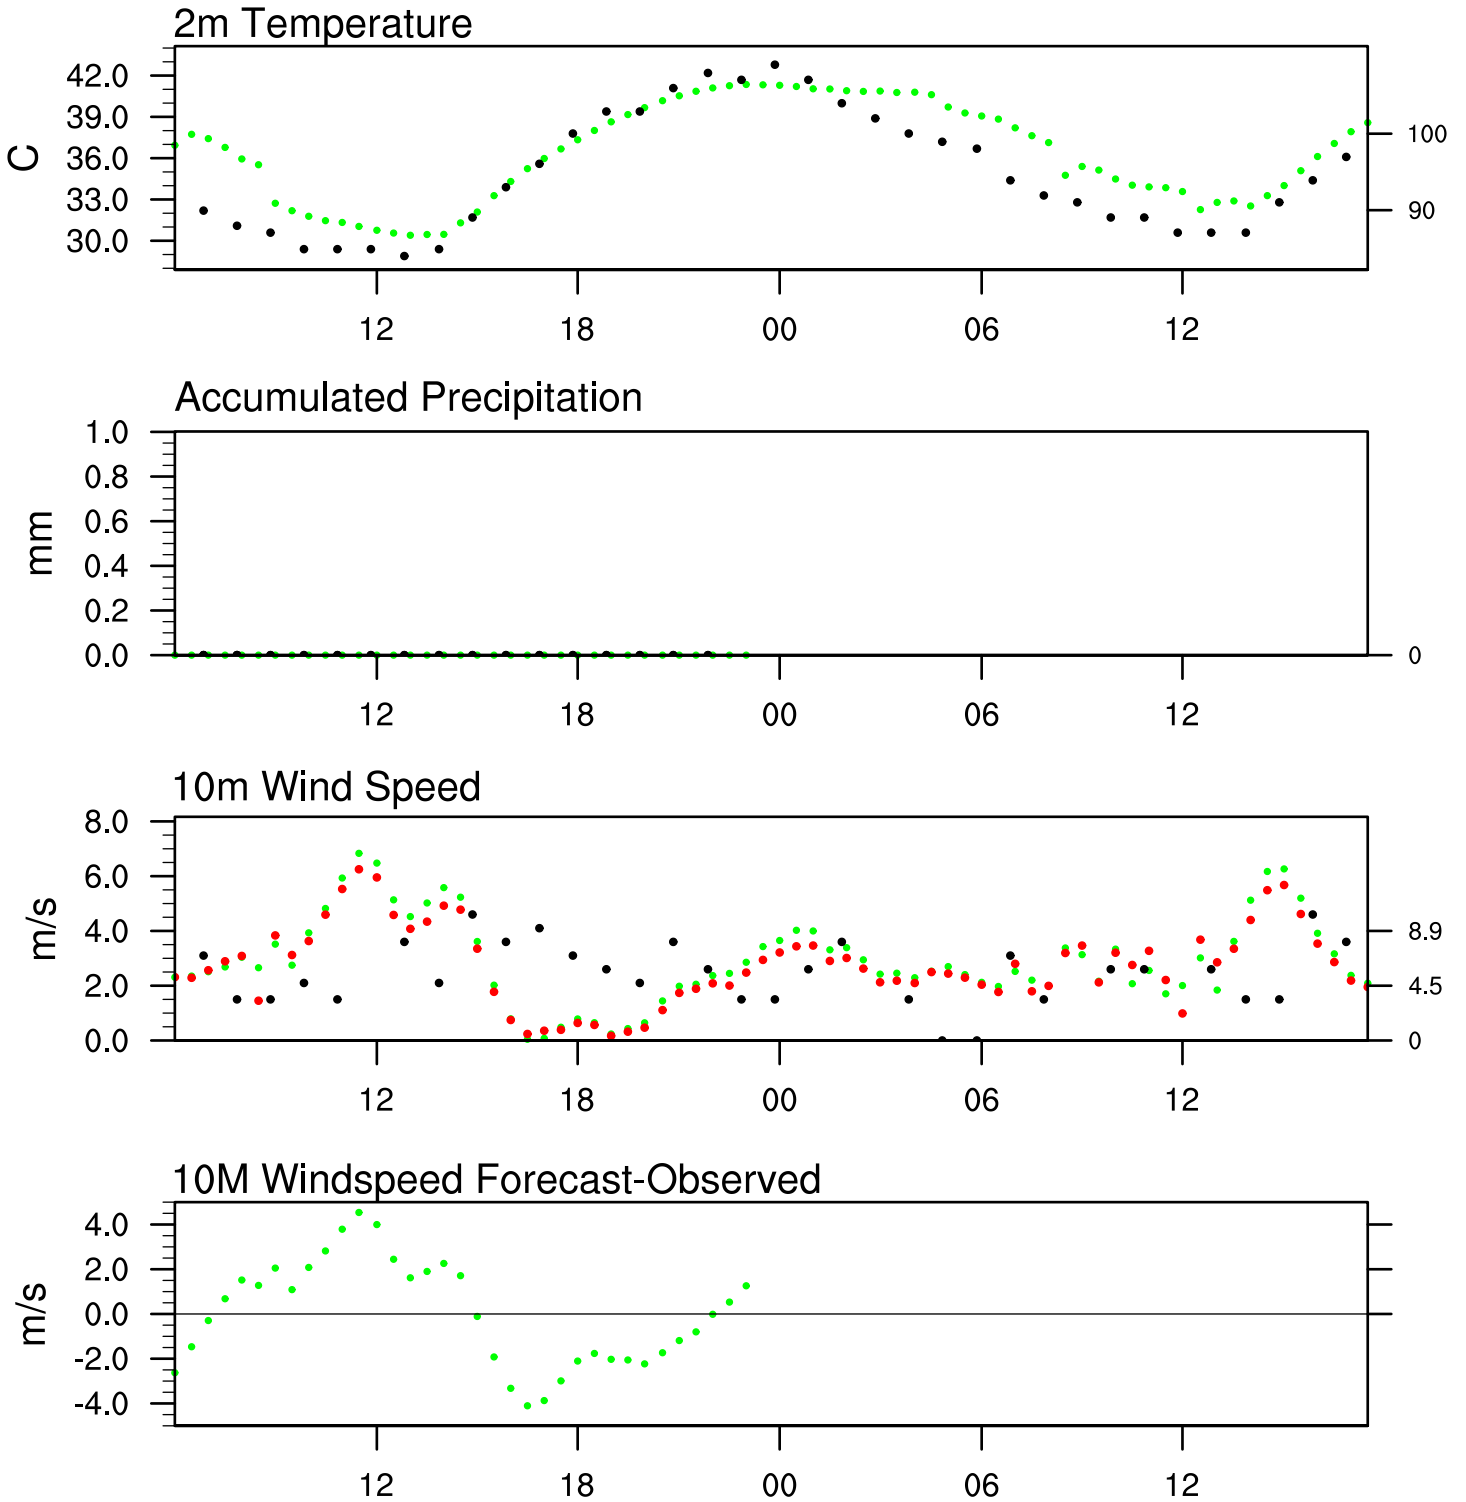 2m Temperature
42.0
39.0
36.0
33.0
30.0
C
100
90
12 18 00 06 12
Accumulated Precipitation
1.0
0.8
0.6
0.4
0.2
0.0
mm
0
12 18 00 06 12
10m Wind Speed
8.0
6.0
4.0
2.0
0.0
m/s
8.9
4.5
0
12 18 00 06 12
10M Windspeed Forecast-Observed
4.0
2.0
0.0
-2.0
-4.0
m/s
12 18 00 06 12